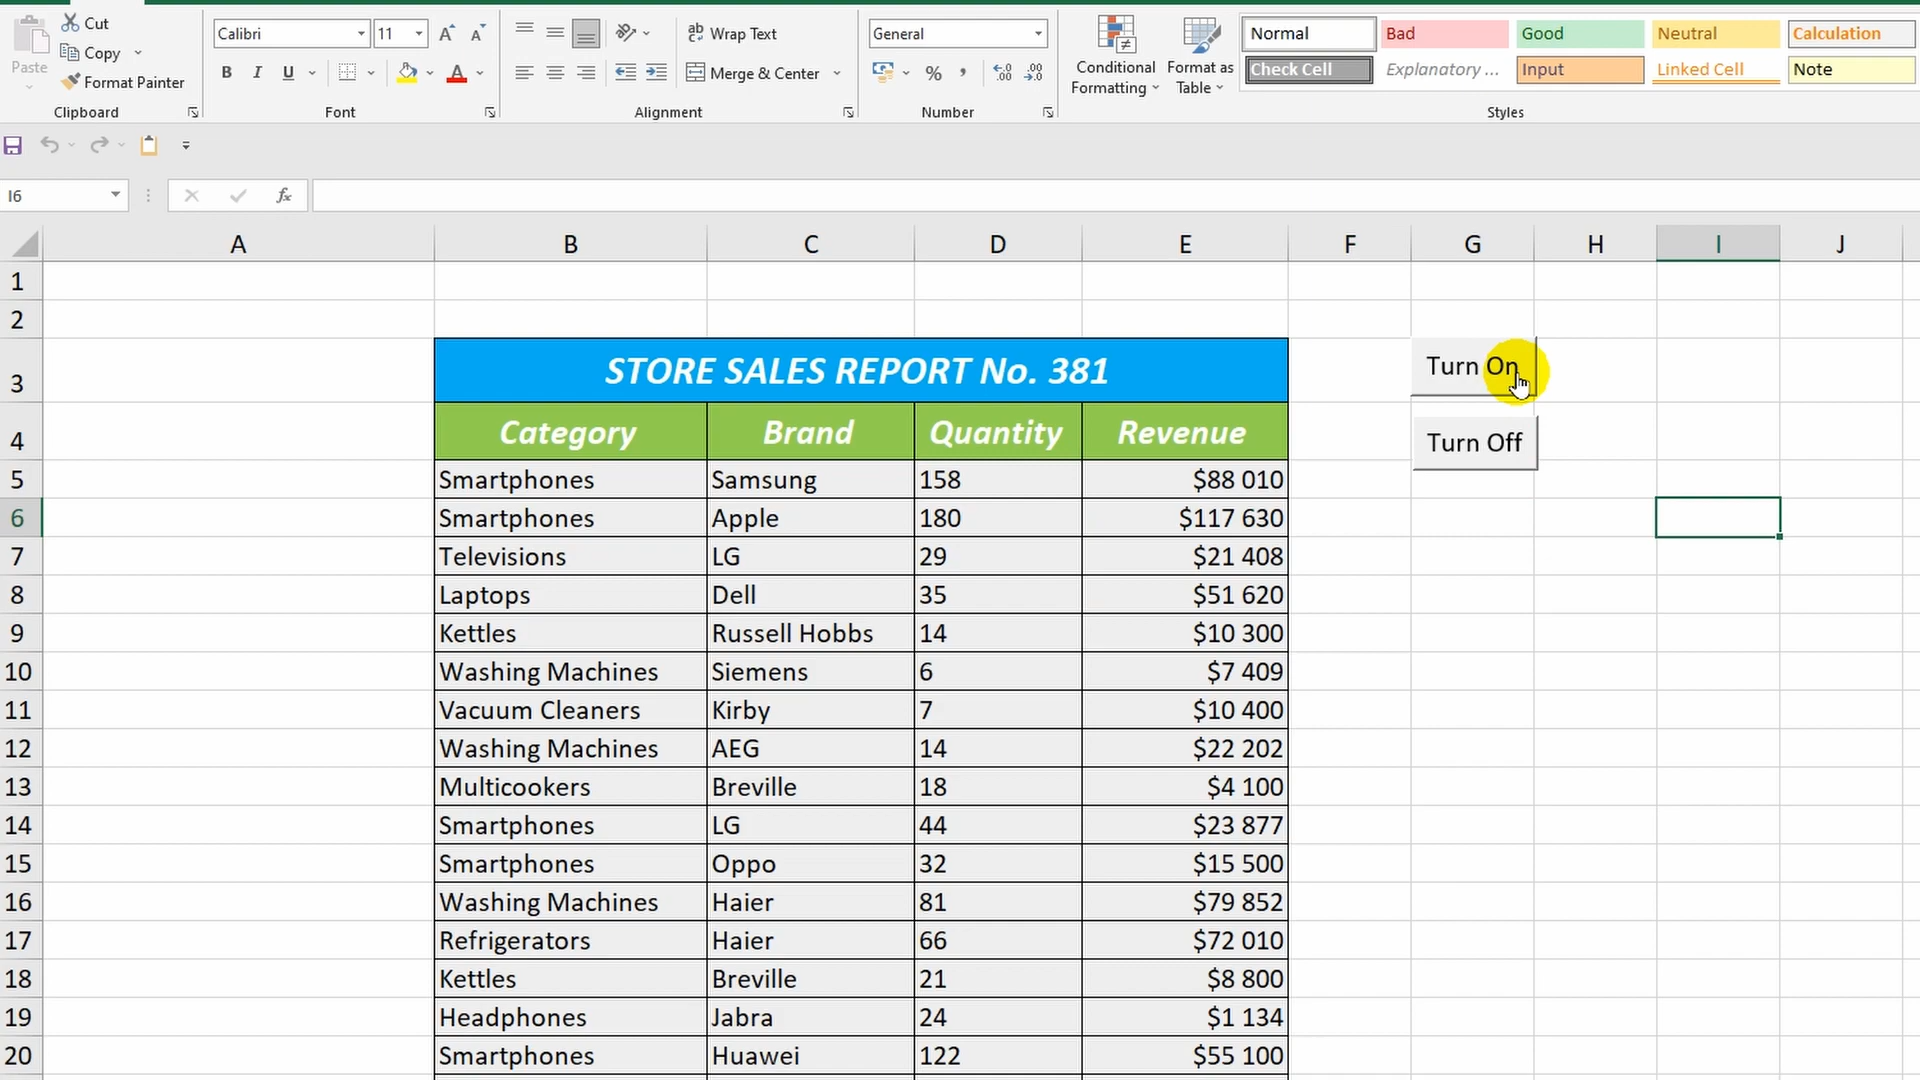 Cut
Calibri
11
ab Wrap Text
General
Normal
Bad
Good
Neutral
Calculation
Paste
Copy
Format Painter
B I U
Merge & Center
%
Conditional Formatting
Format as Table
Check Cell
Explanatory ...
Input
Linked Cell
Note
Clipboard
Font
Alignment
Number
Styles
I6
fx
A B C D E F G H I J
1
2
3 STORE SALES REPORT No. 381 Turn On
4 Category Brand Quantity Revenue Turn Off
5 Smartphones Samsung 158 $88 010
6 Smartphones Apple 180 $117 630
7 Televisions LG 29 $21 408
8 Laptops Dell 35 $51 620
9 Kettles Russell Hobbs 14 $10 300
10 Washing Machines Siemens 6 $7 409
11 Vacuum Cleaners Kirby 7 $10 400
12 Washing Machines AEG 14 $22 202
13 Multicookers Breville 18 $4 100
14 Smartphones LG 44 $23 877
15 Smartphones Oppo 32 $15 500
16 Washing Machines Haier 81 $79 852
17 Refrigerators Haier 66 $72 010
18 Kettles Breville 21 $8 800
19 Headphones Jabra 24 $1 134
20 Smartphones Huawei 122 $55 100